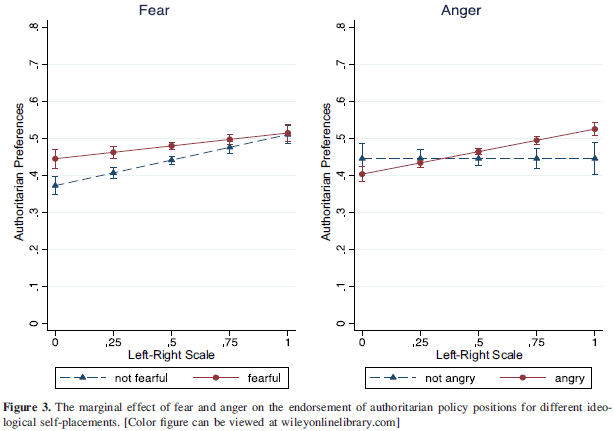 Fear
Authoritarian Preferences
.8
.7
.6
.5
.4
.3
.2
.1
0
0 .25 .5 .75 1
Left-Right Scale
not fearful fearful
Anger
Authoritarian Preferences
.8
.7
.6
.5
.4
.3
.2
.1
0
0 .25 .5 .75 1
Left-Right Scale
not angry angry
Figure 3. The marginal effect of fear and anger on the endorsement of authoritarian policy positions for different ideo-
logical self-placements. [Color figure can be viewed at wileyonlinelibrary.com]